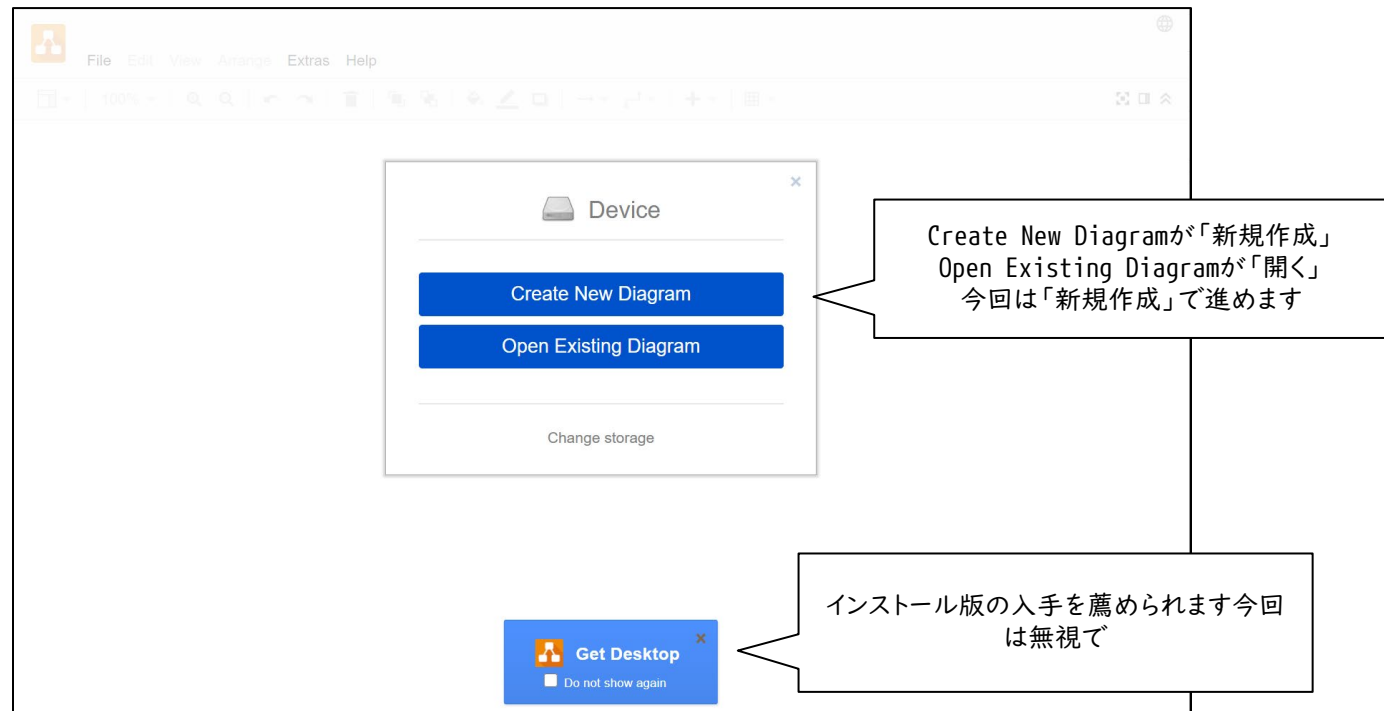 File Edit View Arrange Extras Help
100%
Device
Create New Diagram
Open Existing Diagram
Change storage
Create New Diagramが「新規作成」
Open Existing Diagramが「開く」
今回は「新規作成」で進めます
インストール版の入手を薦められます今回
は無視で
Get Desktop
Do not show again